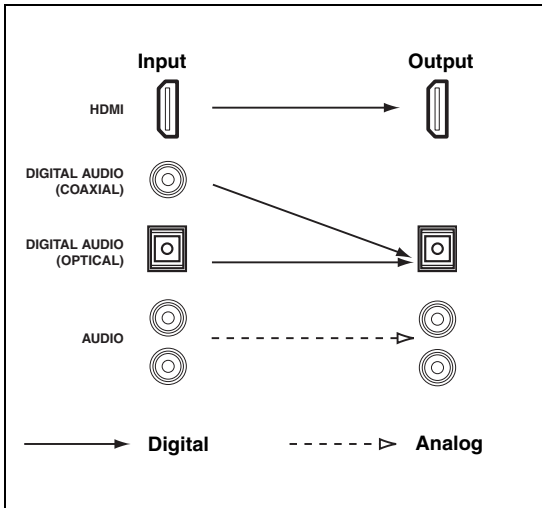 Input Output
HDMI
DIGITAL AUDIO
(COAXIAL)
DIGITAL AUDIO
(OPTICAL)
AUDIO
Digital Analog